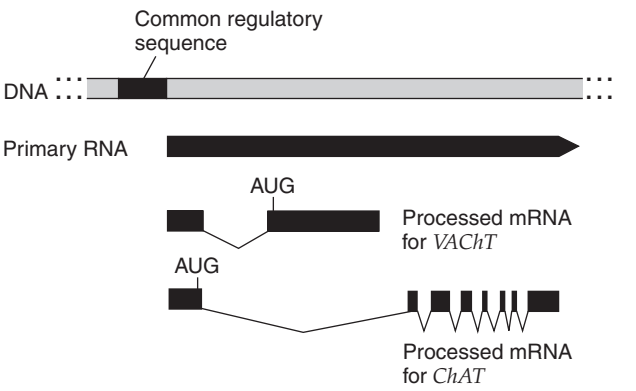 Common regulatory
sequence
DNA
Primary RNA
AUG
Processed mRNA
for VAChT
AUG
Processed mRNA
for ChAT